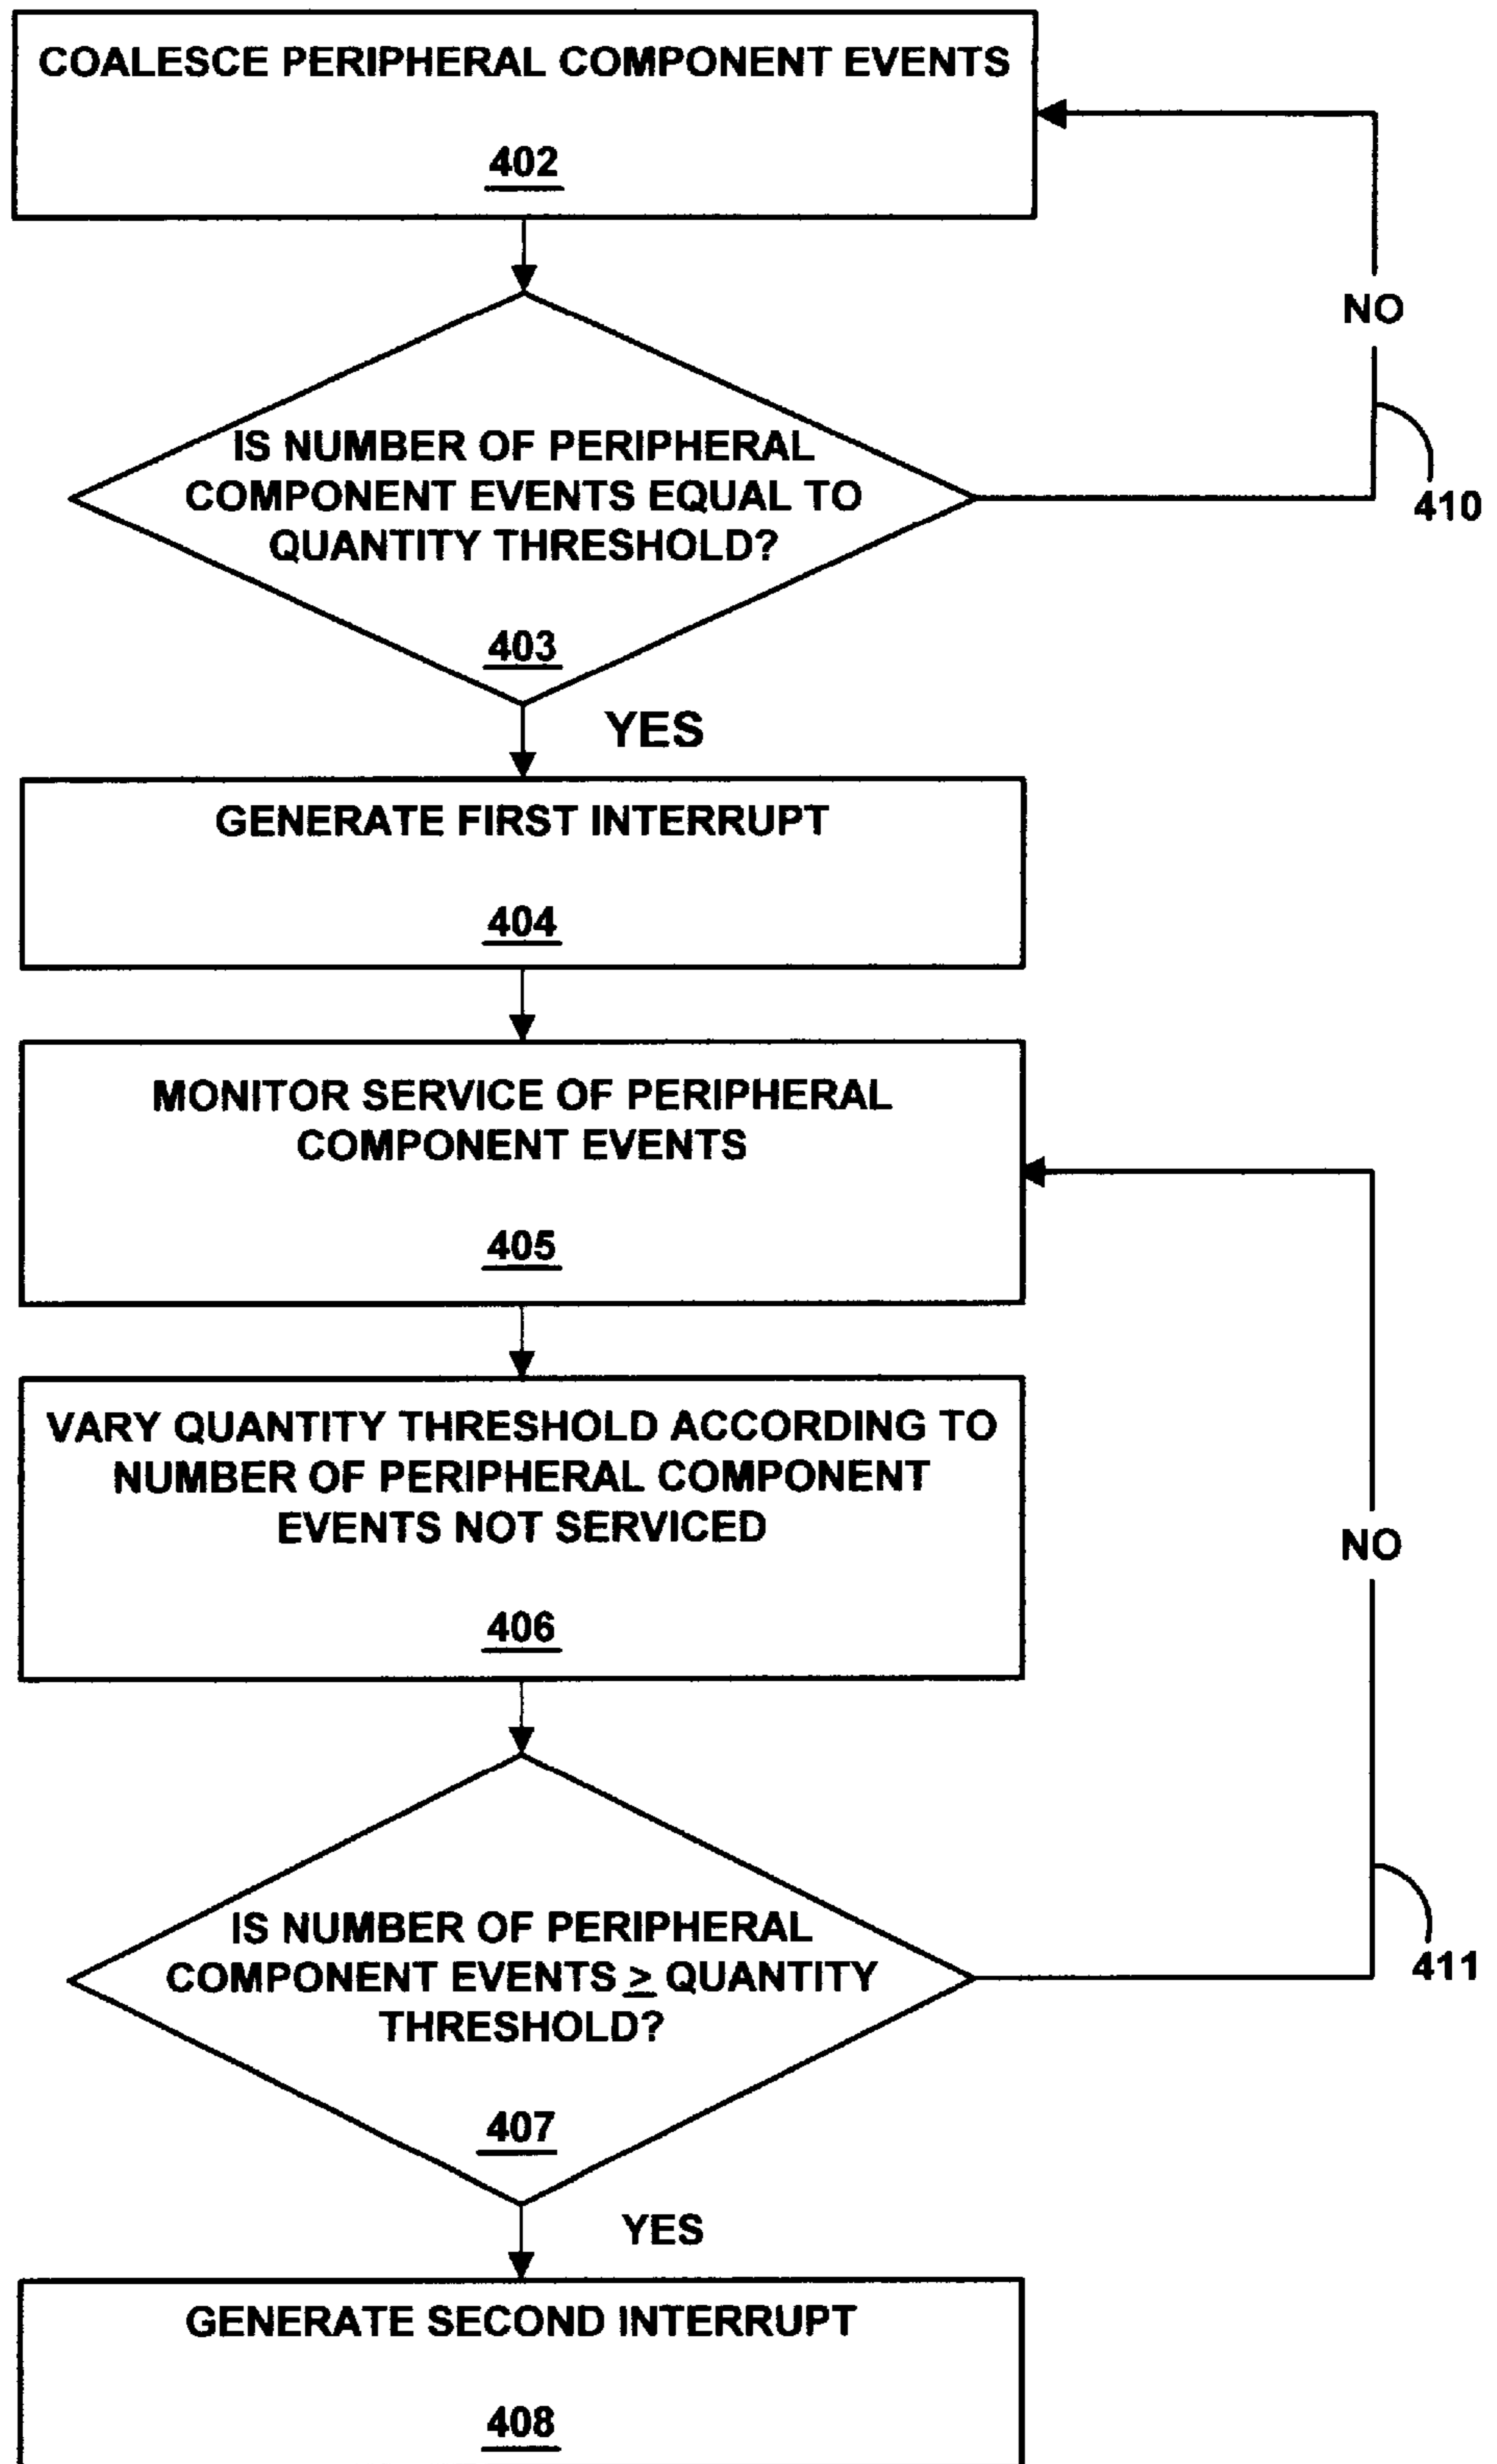 COALESCE PERIPHERAL COMPONENT EVENTS
402
NO
IS NUMBER OF PERIPHERAL
COMPONENT EVENTS EQUAL TO
QUANTITY THRESHOLD?
410
403
YES
GENERATE FIRST INTERRUPT
404
MONITOR SERVICE OF PERIPHERAL
COMPONENT EVENTS
405
VARY QUANTITY THRESHOLD ACCORDING TO
NUMBER OF PERIPHERAL COMPONENT
EVENTS NOT SERVICED
NO
406
IS NUMBER OF PERIPHERAL
COMPONENT EVENTS ≥ QUANTITY
THRESHOLD?
411
407
YES
GENERATE SECOND INTERRUPT
408